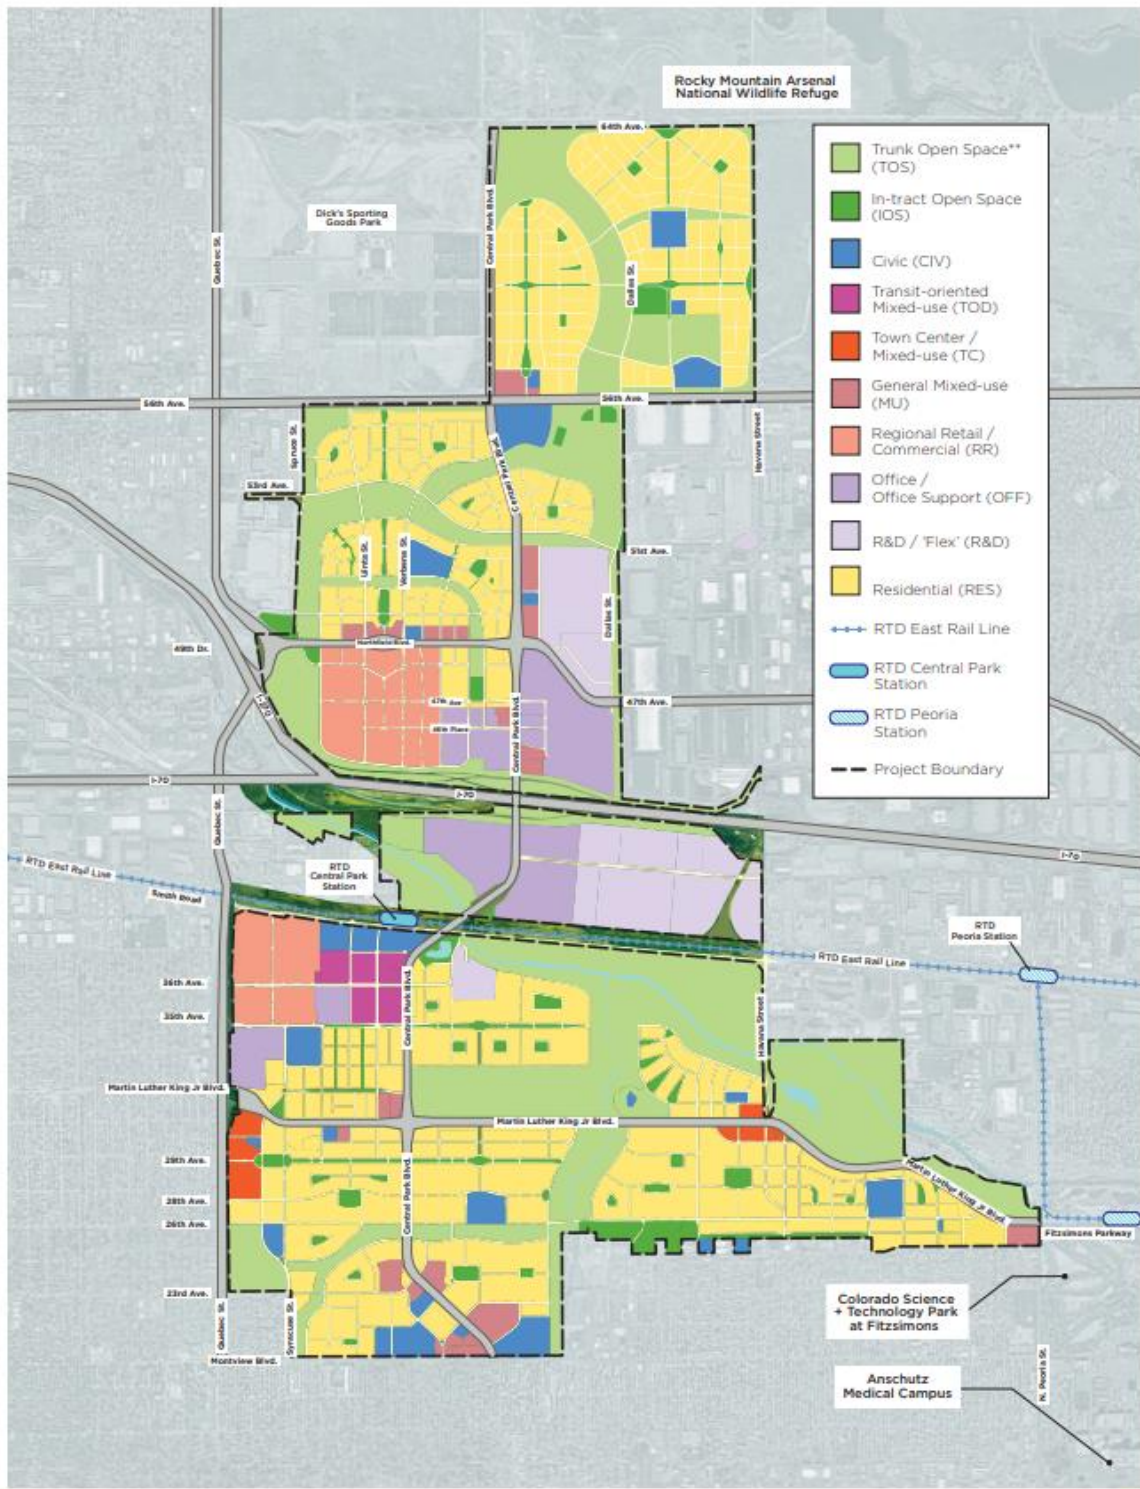 Rocky Mountain Arsenal
National Wildlife Refuge
64th Ave.
Trunk Open Space**
(TOS)
In-tract Open Space
(IOS)
Civic (CIV)
Transit-oriented
Mixed-use (TOD)
Town Center /
Mixed-use (TC)
General Mixed-use
(MU)
Regional Retail /
Commercial (RR)
Office /
Office Support (OFF)
R&D / 'Flex' (R&D)
Residential (RES)
RTD East Rail Line
RTD Central Park
Station
RTD Peoria
Station
Project Boundary
Dick's Sporting
Goods Park
Central Park Blvd.
Quebec St.
Dallas St.
56th Ave.
56th Ave.
Spruce St.
Havana Street
Central Park Blvd.
53rd Ave.
Uinta St.
Verbena St.
51st Ave.
Dallas St.
Northfield Blvd.
49th Dr.
I-270
47th Ave
47th Ave.
46th Place
Central Park Blvd.
I-70
I-70
Quebec St.
I-70
RTD East Rail Line
Smith Road
RTD
Central Park
Station
RTD
Peoria Station
RTD East Rail Line
36th Ave.
35th Ave.
Central Park Blvd.
Havana Street
Martin Luther King Jr Blvd.
Martin Luther King Jr Blvd.
29th Ave.
28th Ave.
26th Ave.
Central Park Blvd.
Martin Luther King Jr Blvd.
Fitzsimons Parkway
23rd Ave.
Quebec St.
Syracuse St.
Montview Blvd.
Colorado Science
+ Technology Park
at Fitzsimons
N. Peoria St.
Anschutz
Medical Campus